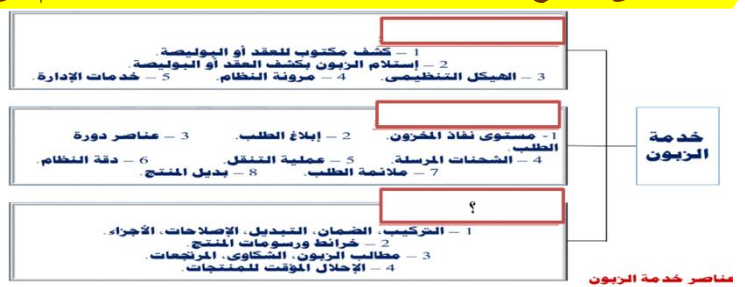 1 – كشف مكتوب للعقد أو البوليصة.
2 – إستلام الزبون بكشف العقد أو البوليصة.
3 – الهيكل التنظيمى. 4 – مرونة النظام. 5 – خدمات الإدارة.
1- مستوى نفاذ المخزون. 2 – إبلاغ الطلب. 3 – عناصر دورة
الطلب.
4 – الشحنات المرسلة. 5 – عملية التنقل. 6 – دقة النظام.
7 – ملائمة الطلب. 8 – بديل المنتج.
خدمة
الزبون
؟
1 – التركيب، الضمان، التبديل، الإصلاحات، الأجزاء.
2 – خرائط ورسومات المنتج.
3 – مطالب الزبون، الشكاوى، المرتجعات.
4 – الإحلال المؤقت للمنتجات.
عناصر خدمة الزبون